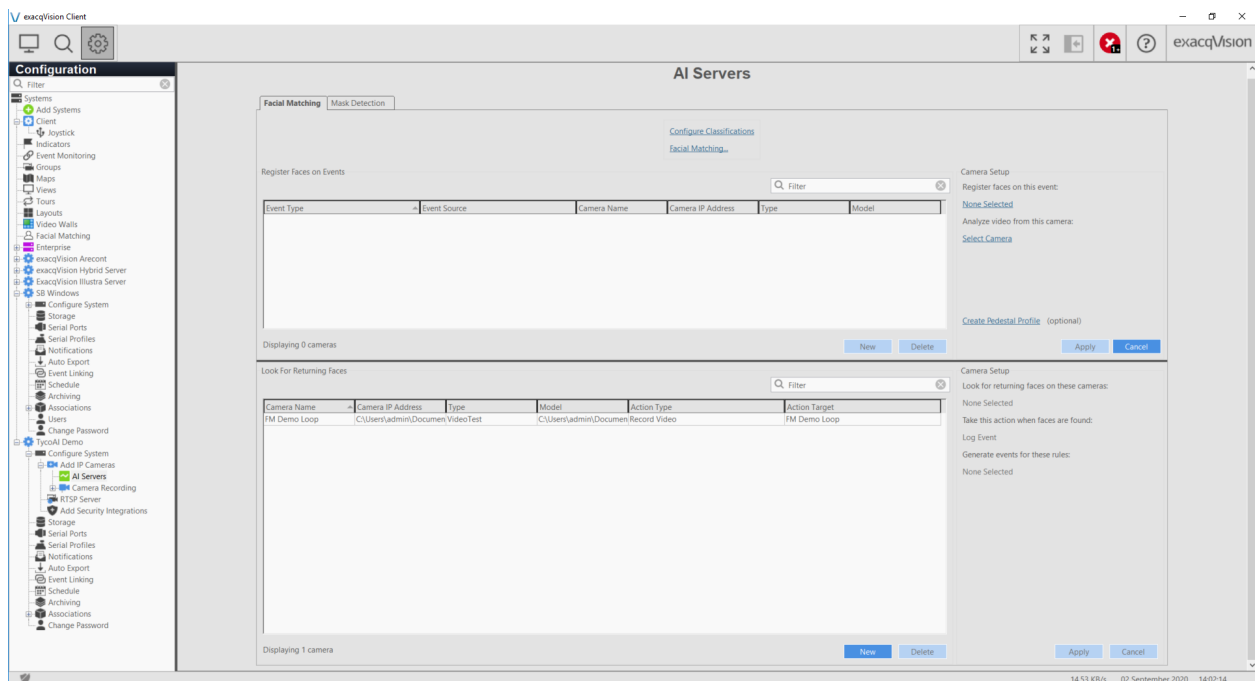 exacqVision Client
exacqVision
Configuration
Filter
Systems
Add Systems
Client
Joystick
Indicators
Event Monitoring
Groups
Maps
Views
Tours
Layouts
Video Walls
Facial Matching
Enterprise
exacqVision Arecont
exacqVision Hybrid Server
ExacqVision Illustra Server
SB Windows
Configure System
Storage
Serial Ports
Serial Profiles
Notifications
Auto Export
Event Linking
Schedule
Archiving
Associations
Users
Change Password
TycoAI Demo
Configure System
Add IP Cameras
AI Servers
Camera Recording
RTSP Server
Add Security Integrations
Storage
Serial Ports
Serial Profiles
Notifications
Auto Export
Event Linking
Schedule
Archiving
Associations
Change Password
AI Servers
Facial Matching Mask Detection
Configure Classifications
Facial Matching...
Register Faces on Events
Filter
Event Type Event Source Camera Name Camera IP Address Type Model
Displaying 0 cameras
New Delete
Camera Setup
Register faces on this event:
None Selected
Analyze video from this camera:
Select Camera
Create Pedestal Profile (optional)
Apply Cancel
Look For Returning Faces
Filter
Camera Name Camera IP Address Type Model Action Type Action Target
FM Demo Loop C:\Users\admin\Documen VideoTest C:\Users\admin\Documen Record Video FM Demo Loop
Displaying 1 camera
New Delete
Camera Setup
Look for returning faces on these cameras:
None Selected
Take this action when faces are found:
Log Event
Generate events for these rules:
None Selected
Apply Cancel
14.53 KB/s 02 September 2020 14:02:14